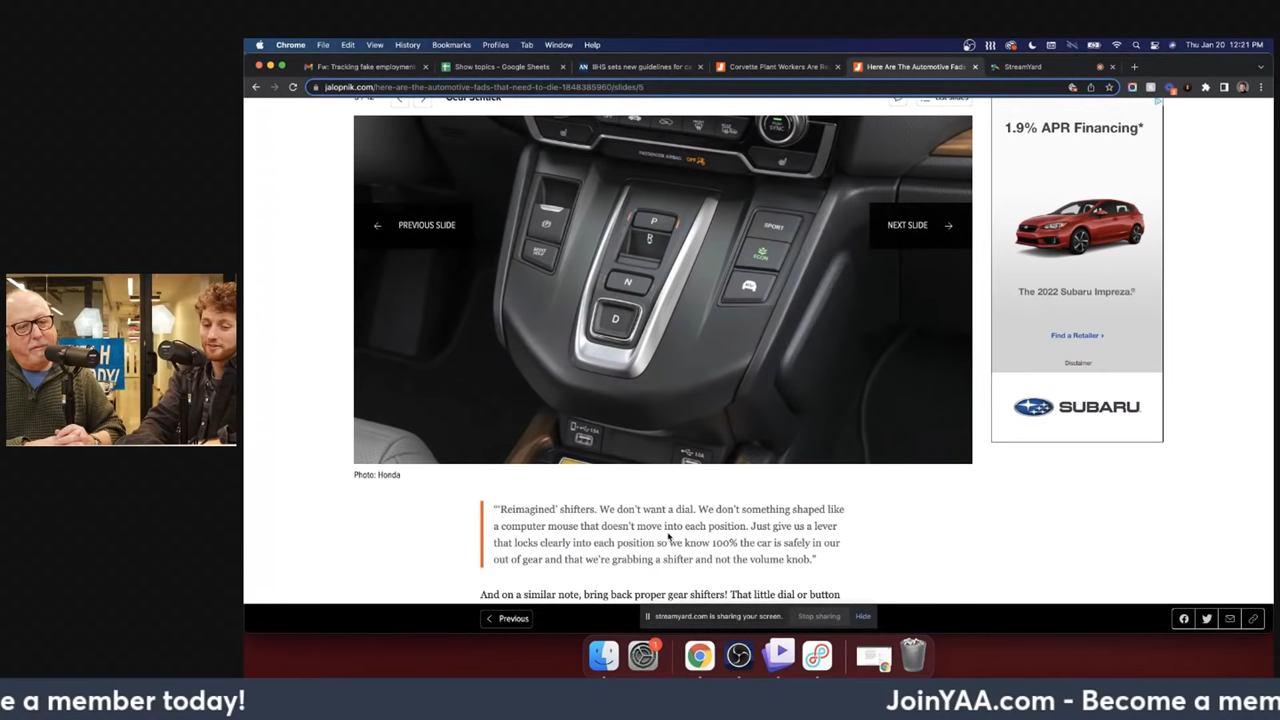 Chrome File Edit View History Bookmarks Profiles Tab Window Help Thu Jan 20 12:21 PM
Fw: Tracking fake employment Show topics - Google Sheets IIHS sets new guidelines for ca Corvette Plant Workers Are Re Here Are The Automotive Fads StreamYard
jalopnik.com/here-are-the-automotive-fads-that-need-to-die-1848385960/slides/5
1.9% APR Financing*
PREVIOUS SLIDE
NEXT SLIDE
PUSH SYNC
PASSENGER AIRBAG OFF
P
R
N
D
SPORT
ECON
The 2022 Subaru Impreza.®
Find a Retailer ›
Disclaimer
SUBARU
Photo: Honda
“‘Reimagined’ shifters. We don’t want a dial. We don’t something shaped like
a computer mouse that doesn’t move into each position. Just give us a lever
that locks clearly into each position so we know 100% the car is safely in our
out of gear and that we’re grabbing a shifter and not the volume knob.”
And on a similar note, bring back proper gear shifters! That little dial or button
Previous
streamyard.com is sharing your screen. Stop sharing Hide
1
e a member today! JoinYAA.com - Become a mem